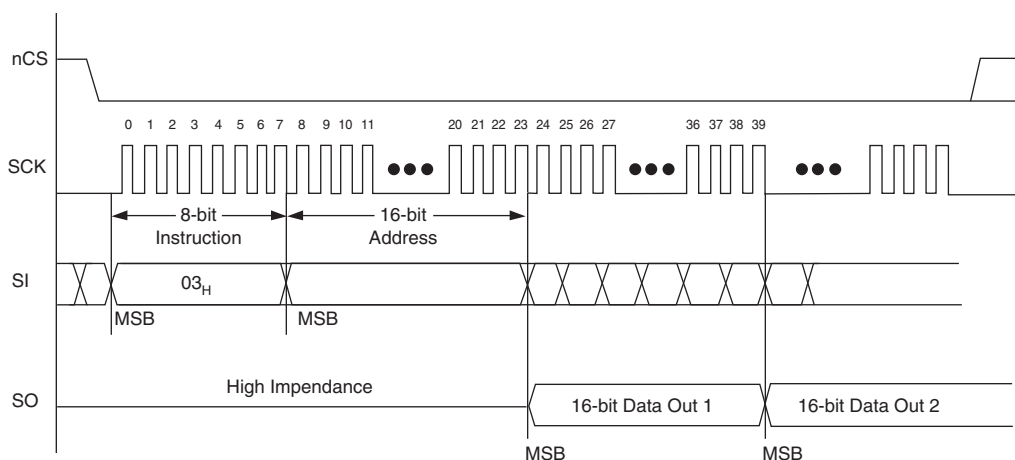 nCS
0 1 2 3 4 5 6 7 8 9 10 11 20 21 22 23 24 25 26 27 36 37 38 39
SCK
8-bit 16-bit
Instruction Address
SI 03H
MSB MSB
High Impendance
SO 16-bit Data Out 1 16-bit Data Out 2
MSB MSB